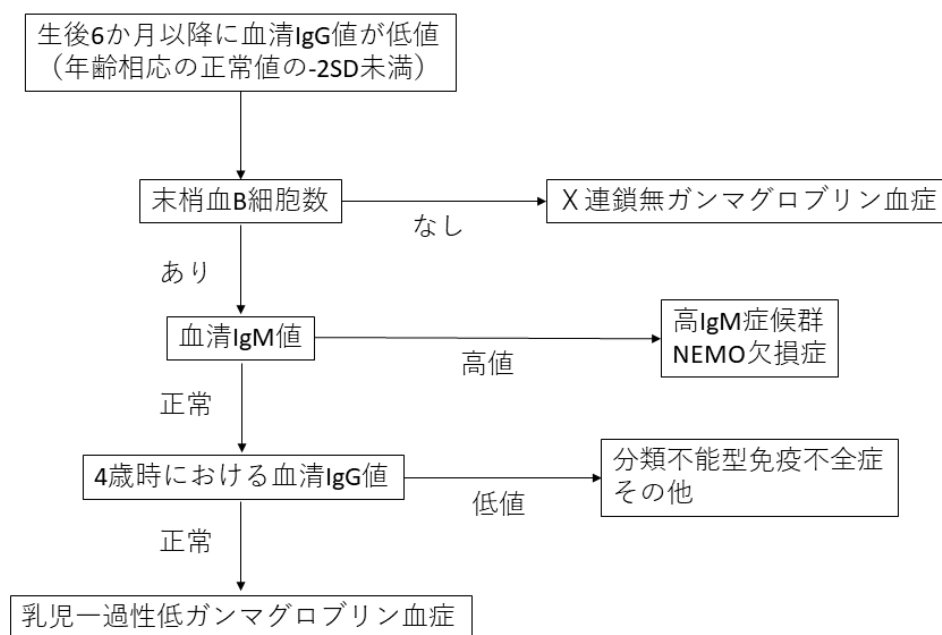 生後6か月以降に血清IgG値が低値
（年齢相応の正常値の-2SD未満）
末梢血B細胞数
なし
X連鎖無ガンマグロブリン血症
あり
血清IgM値
高値
高IgM症候群
NEMO欠損症
正常
4歳時における血清IgG値
低値
分類不能型免疫不全症
その他
正常
乳児一過性低ガンマグロブリン血症